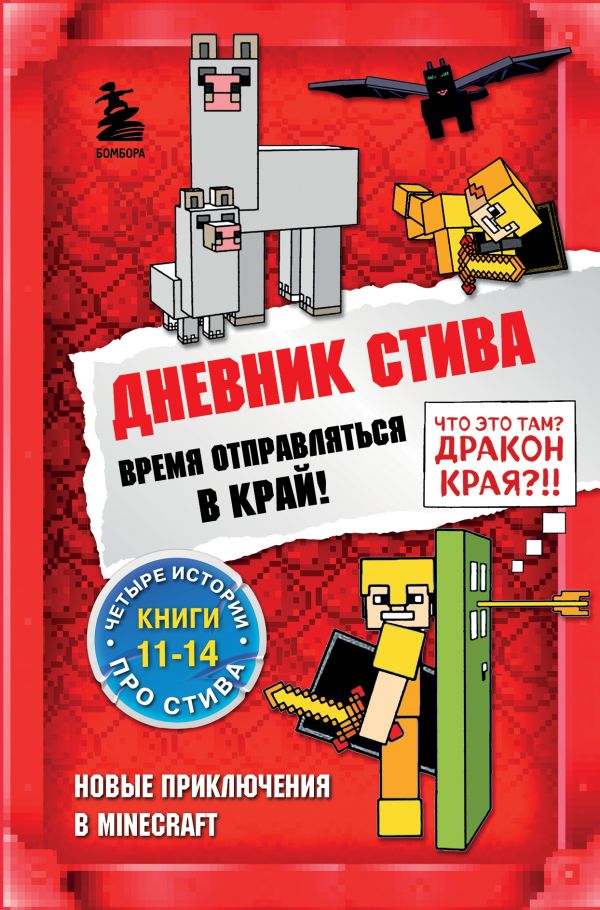 БОМБОРА
ДНЕВНИК СТИВА
ВРЕМЯ ОТПРАВЛЯТЬСЯ
В КРАЙ!
ЧТО ЭТО ТАМ?
ДРАКОН
КРАЯ?!!
ЧЕТЫРЕ ИСТОРИИ
КНИГИ
11-14
ПРО СТИВА
НОВЫЕ ПРИКЛЮЧЕНИЯ
В MINECRAFT